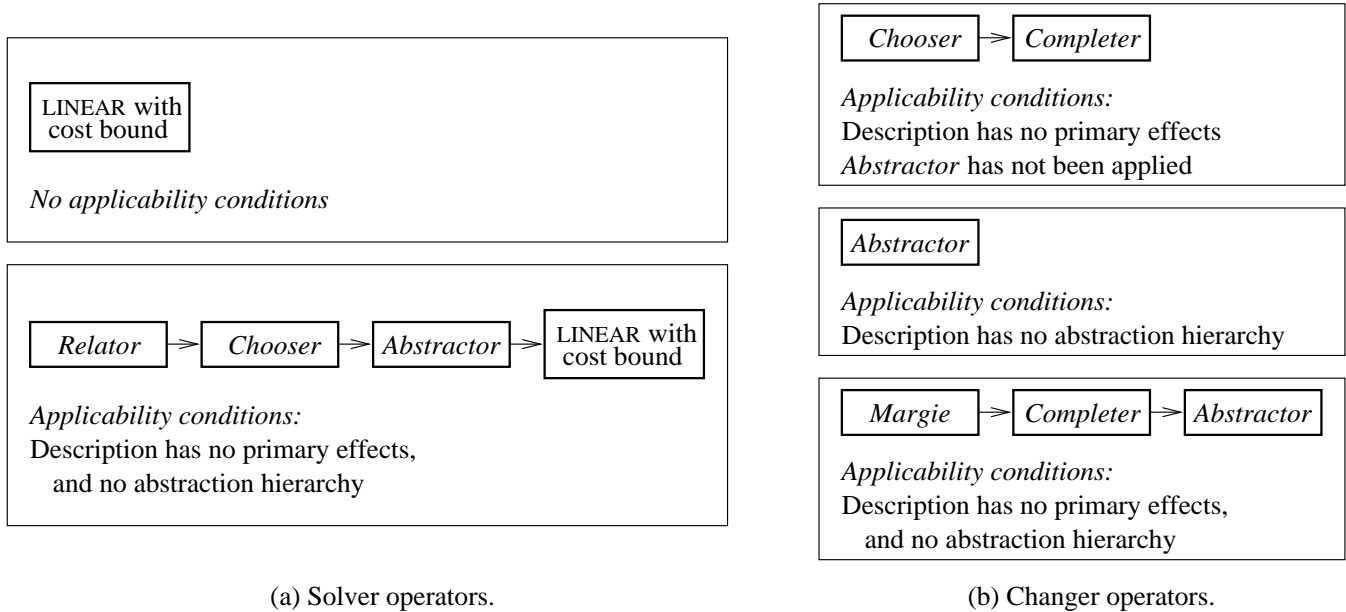 LINEAR with
cost bound
No applicability conditions
Relator
Chooser
Abstractor
LINEAR with
cost bound
Applicability conditions:
Description has no primary effects,
and no abstraction hierarchy
(a) Solver operators.
Chooser
Completer
Applicability conditions:
Description has no primary effects
Abstractor has not been applied
Abstractor
Applicability conditions:
Description has no abstraction hierarchy
Margie
Completer
Abstractor
Applicability conditions:
Description has no primary effects,
and no abstraction hierarchy
(b) Changer operators.